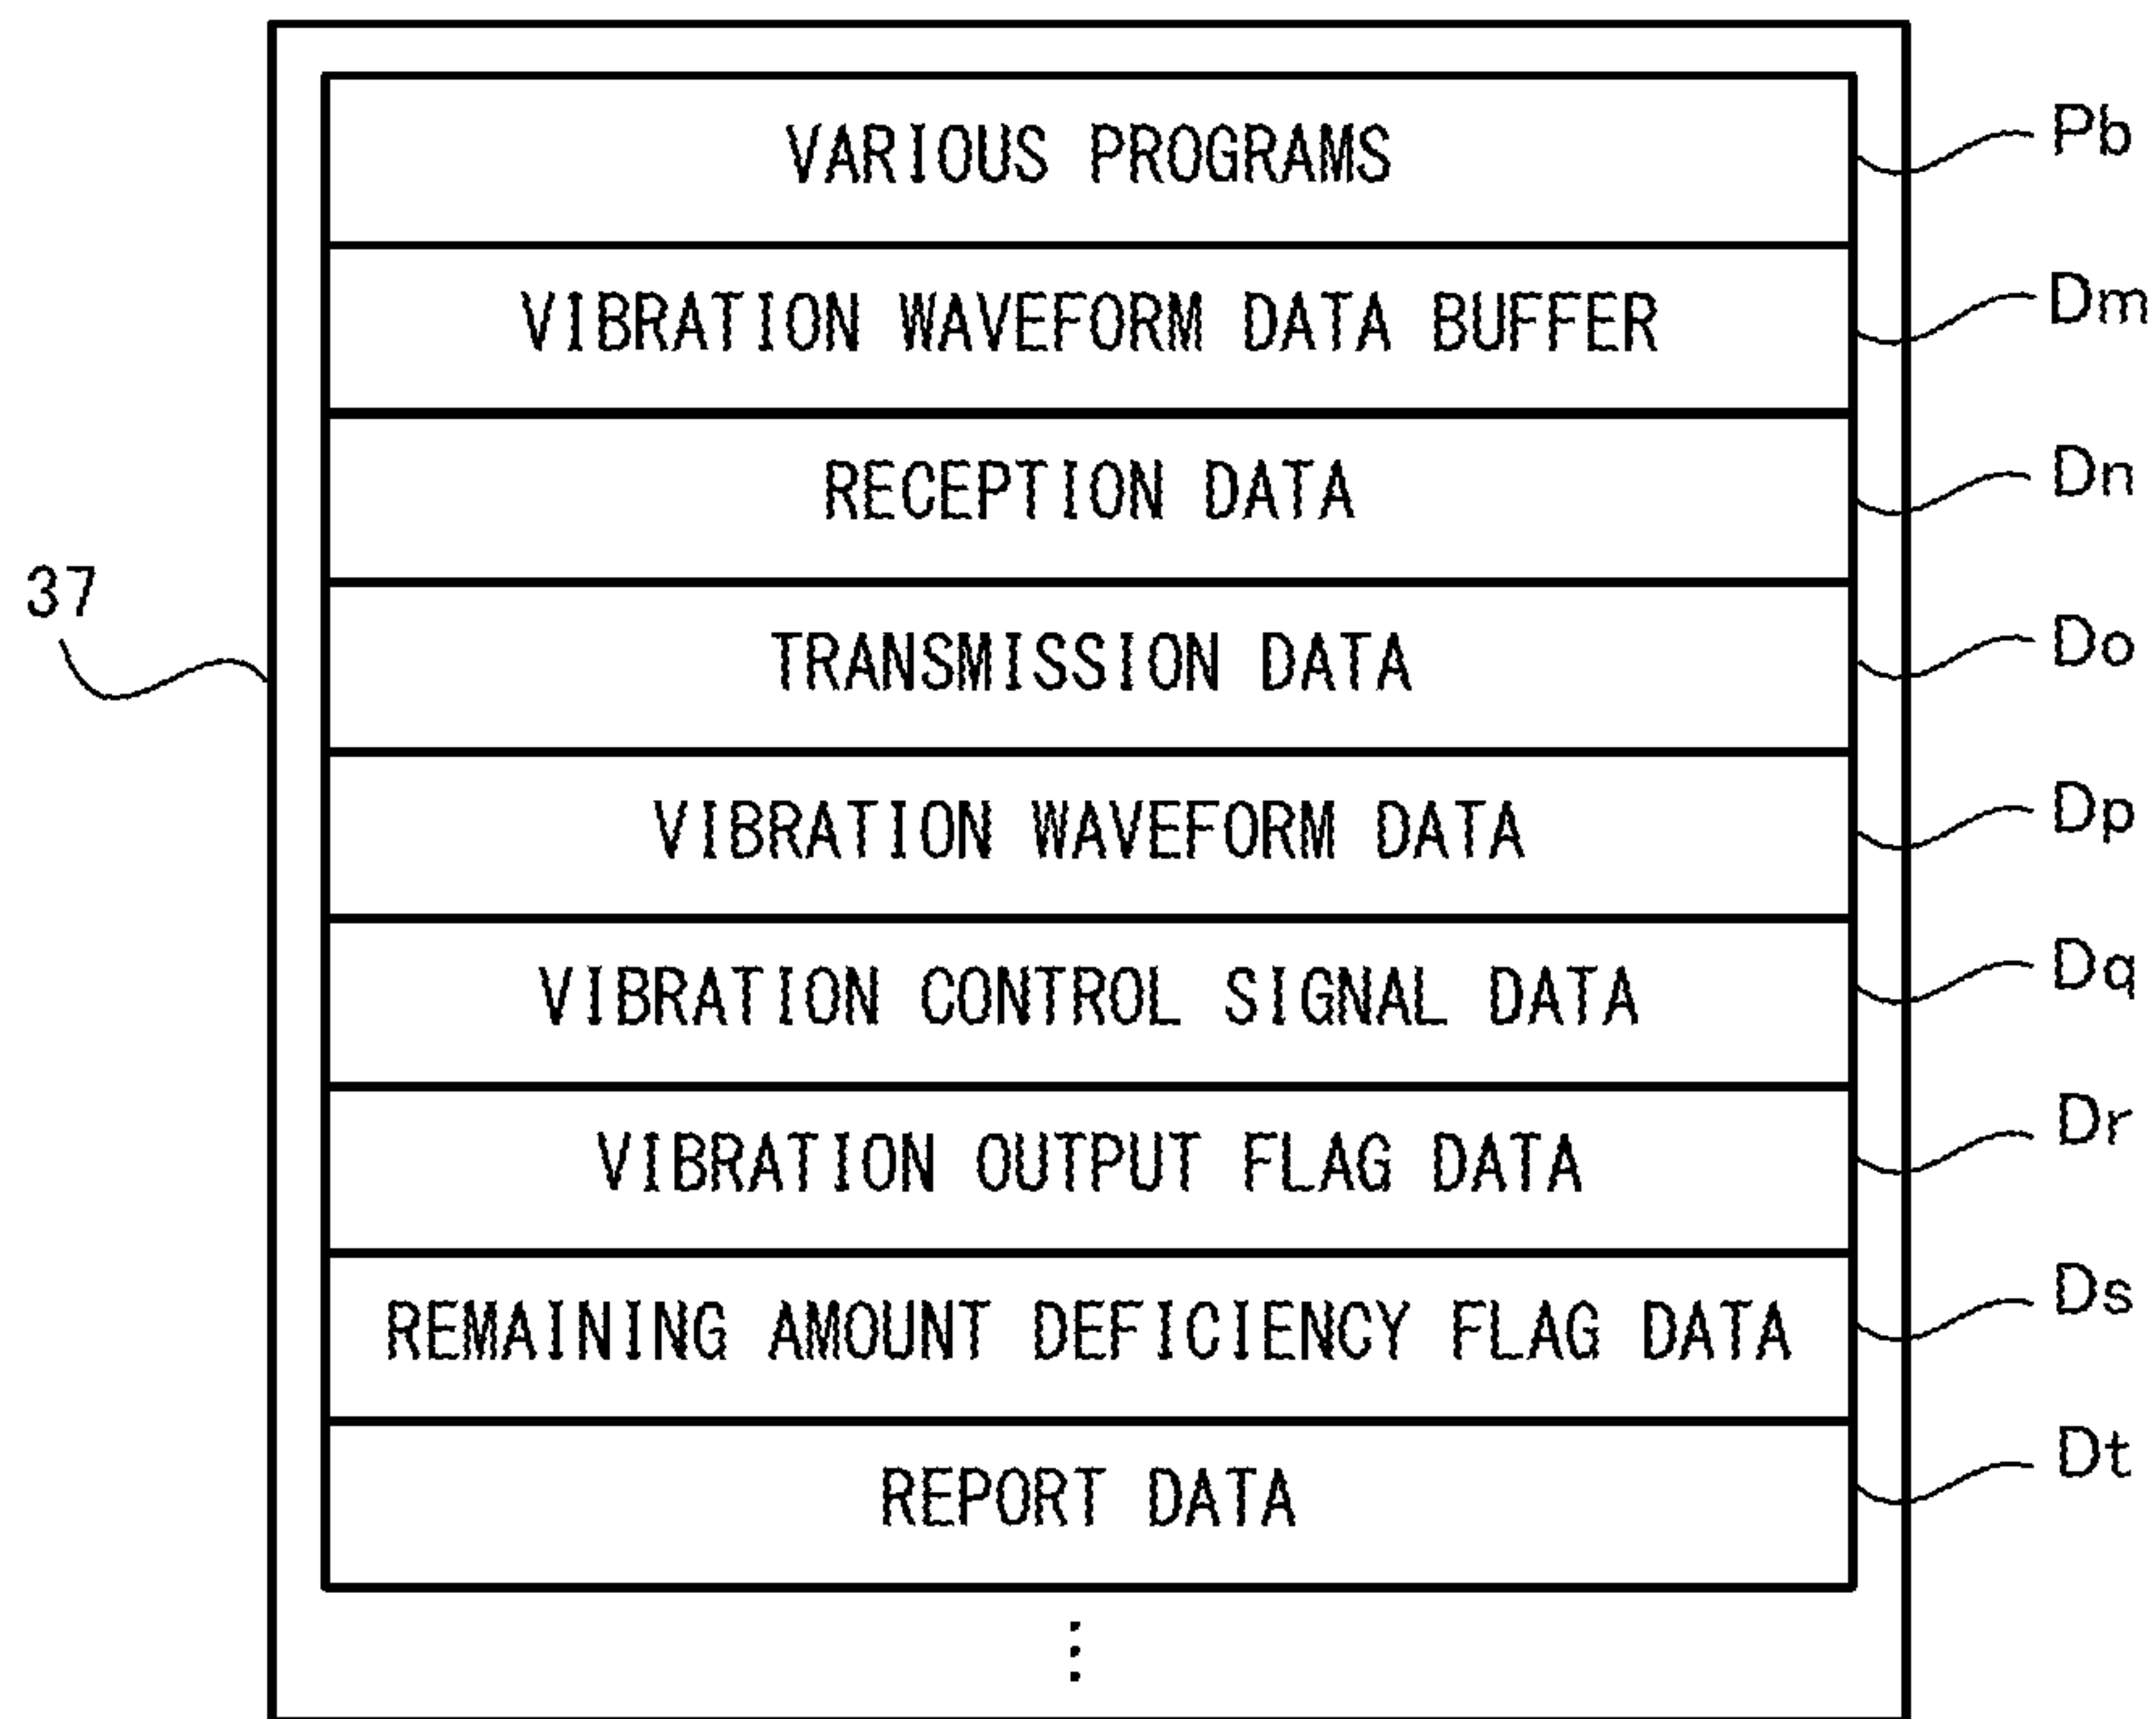 VARIOUS PROGRAMS Pb
VIBRATION WAVEFORM DATA BUFFER Dm
RECEPTION DATA Dn
37
TRANSMISSION DATA Do
VIBRATION WAVEFORM DATA Dp
VIBRATION CONTROL SIGNAL DATA Dq
VIBRATION OUTPUT FLAG DATA Dr
REMAINING AMOUNT DEFICIENCY FLAG DATA Ds
REPORT DATA Dt
⋮